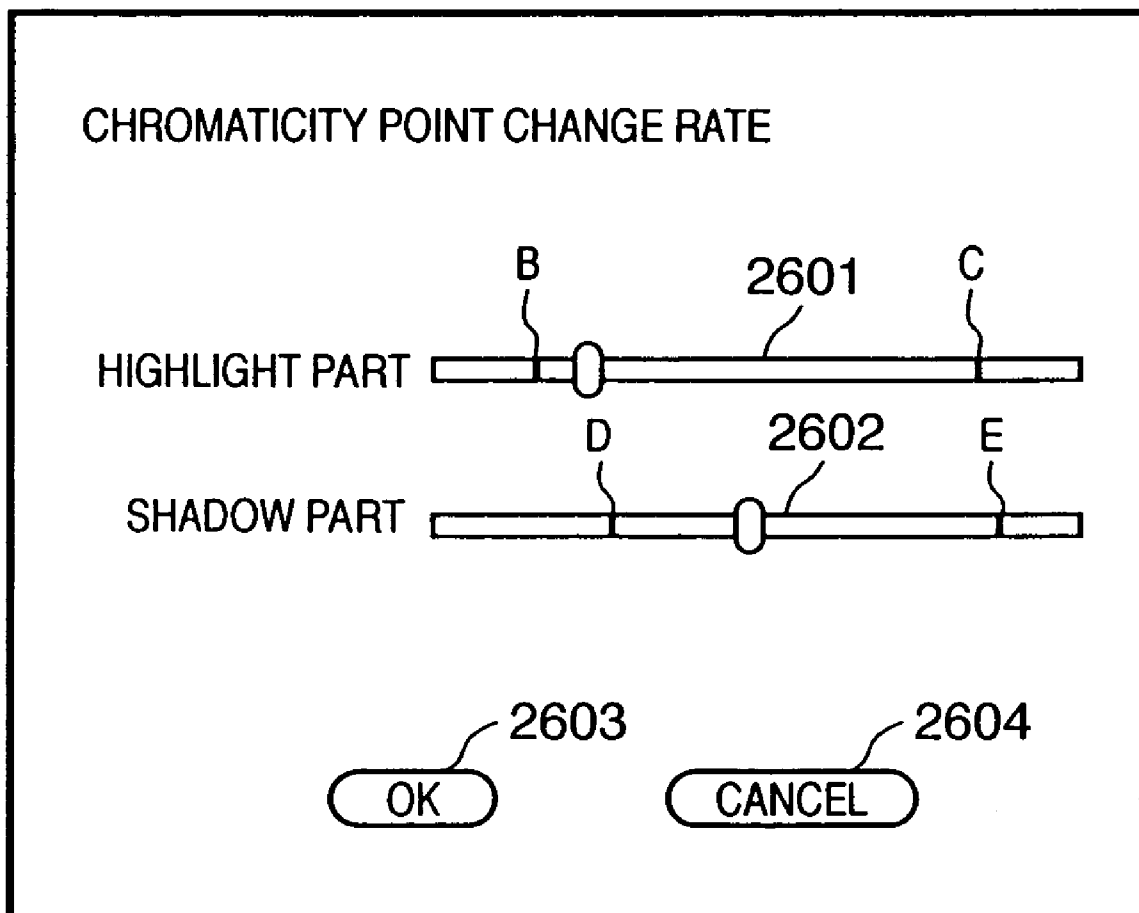 CHROMATICITY POINT CHANGE RATE
B 2601 C
HIGHLIGHT PART
D 2602 E
SHADOW PART
2603 2604
OK CANCEL